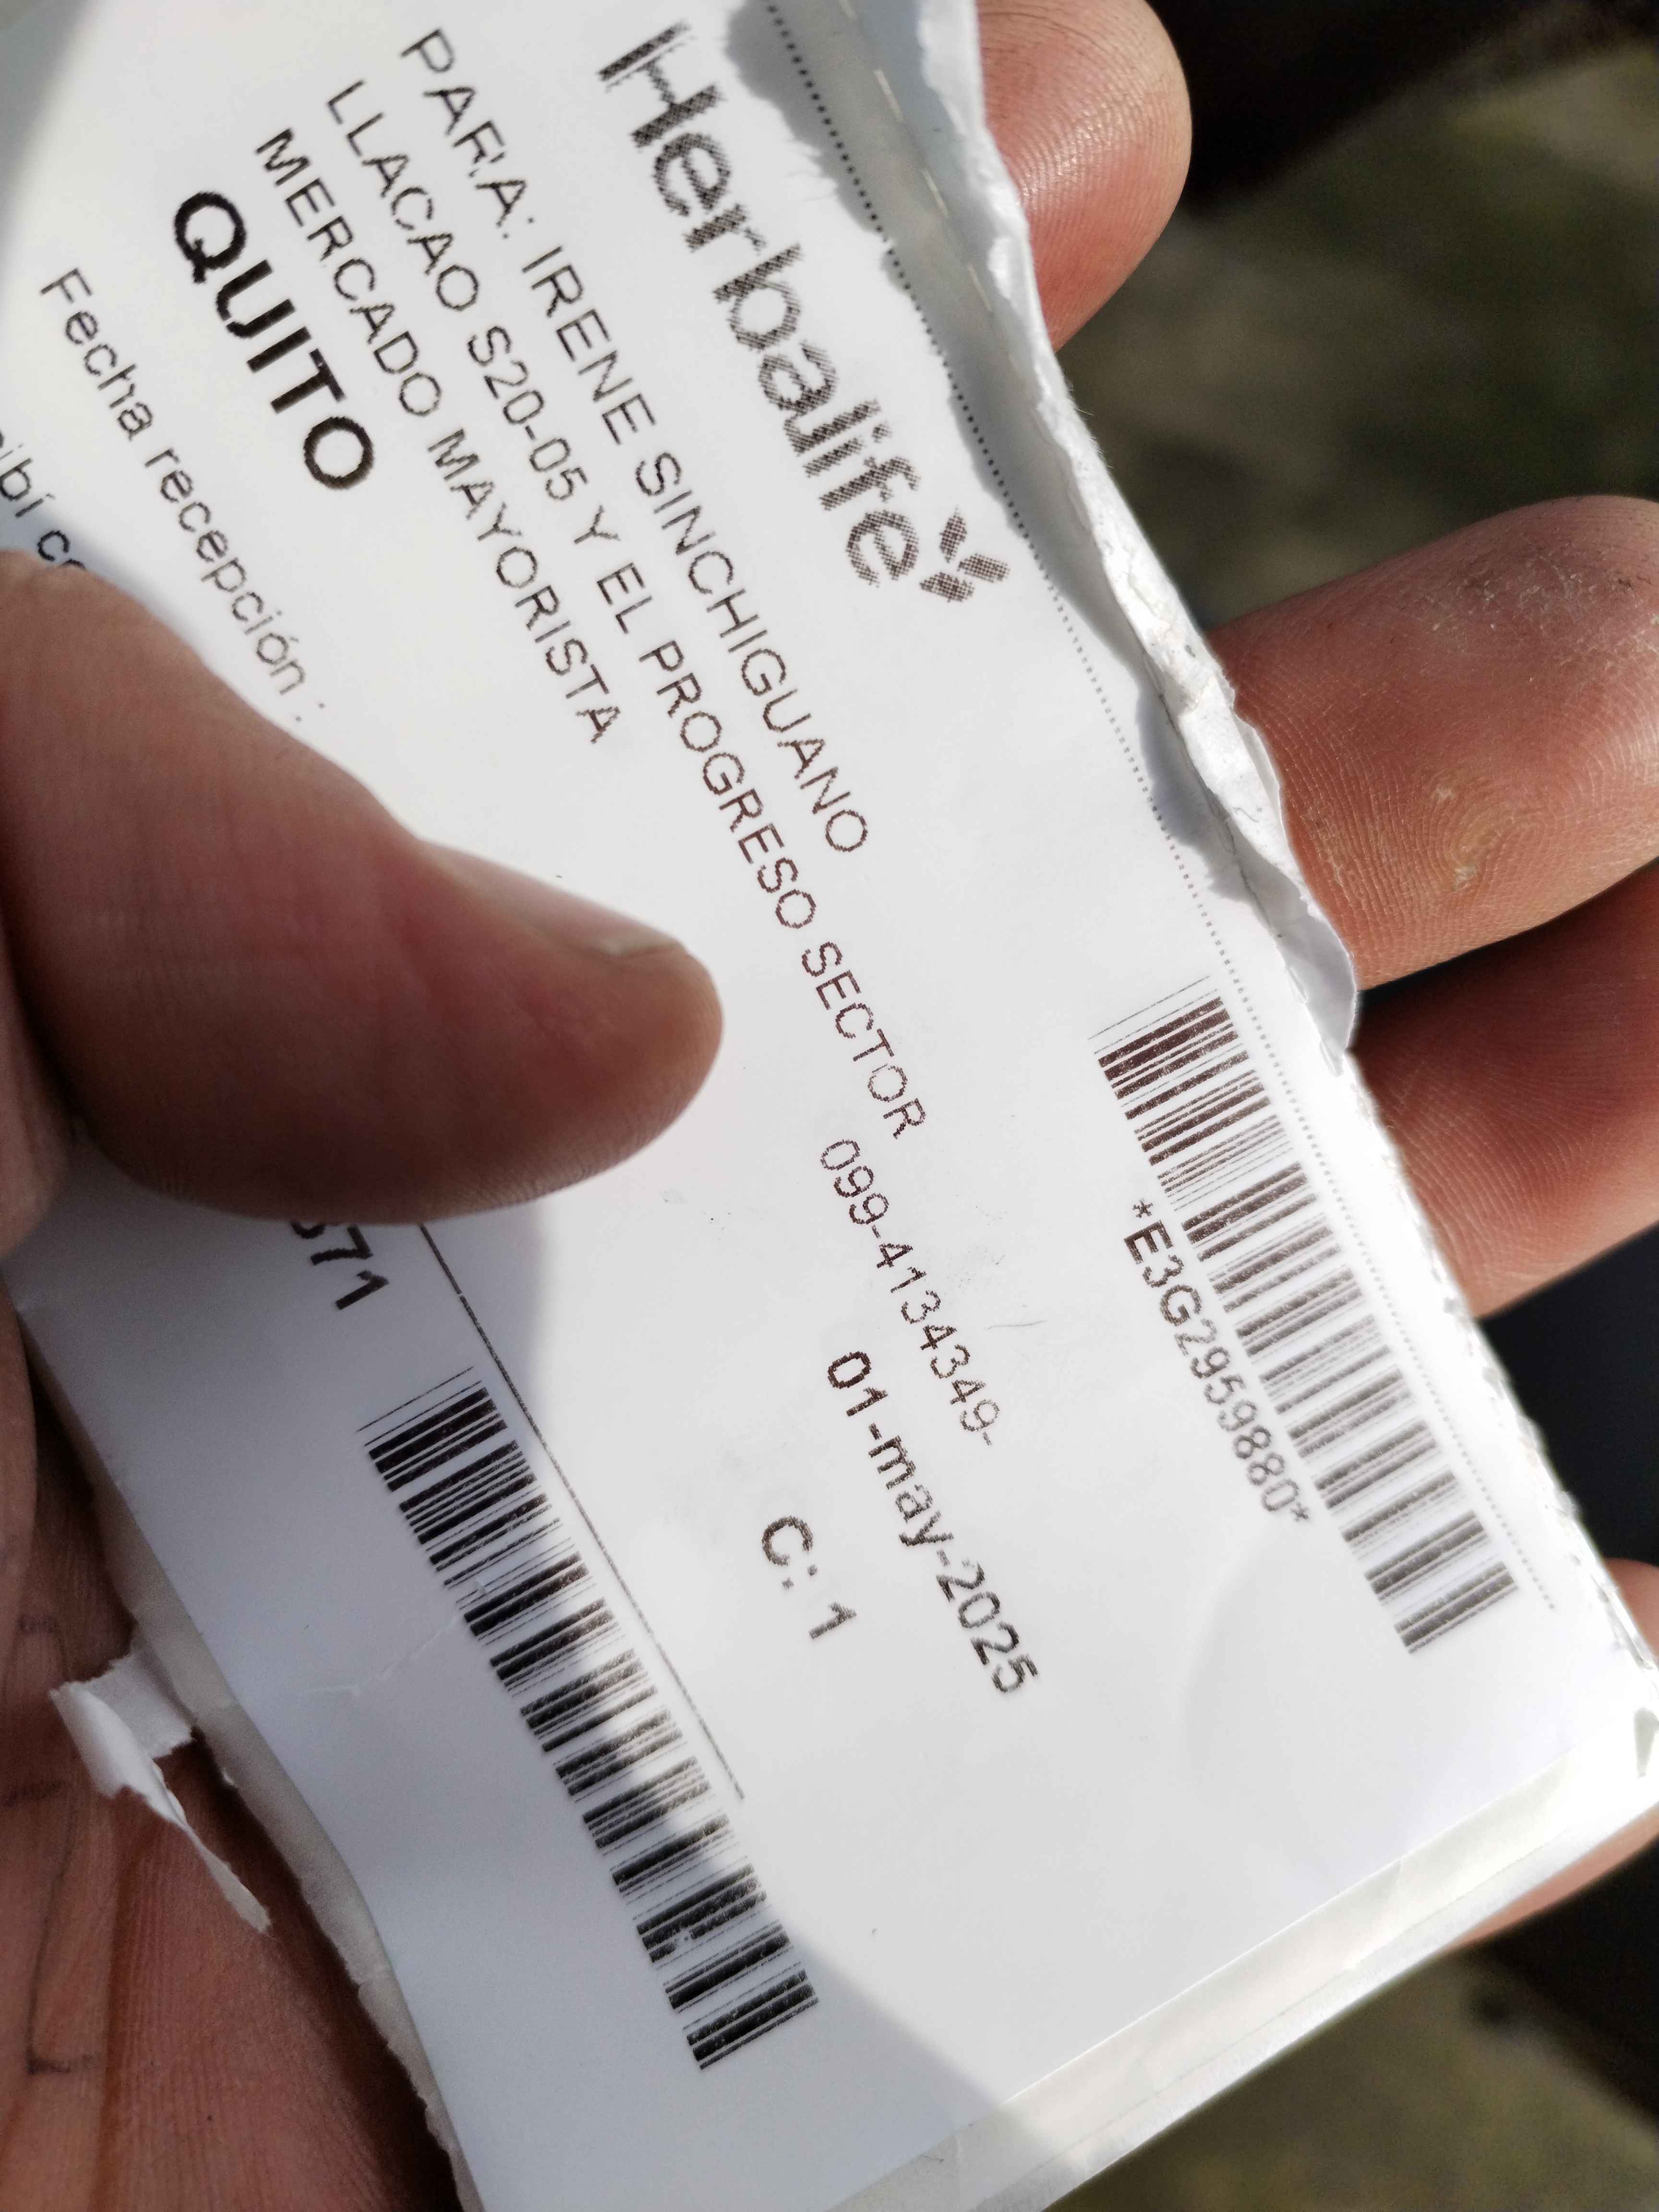 Herbalife
*E3G2959880*
PARA: IRENE SINCHIGUANO
LLACAO S20-05 Y EL PROGRESO SECTOR
099-4134349-
MERCADO MAYORISTA
01-may-2025
QUITO
C: 1
Fecha recepción :